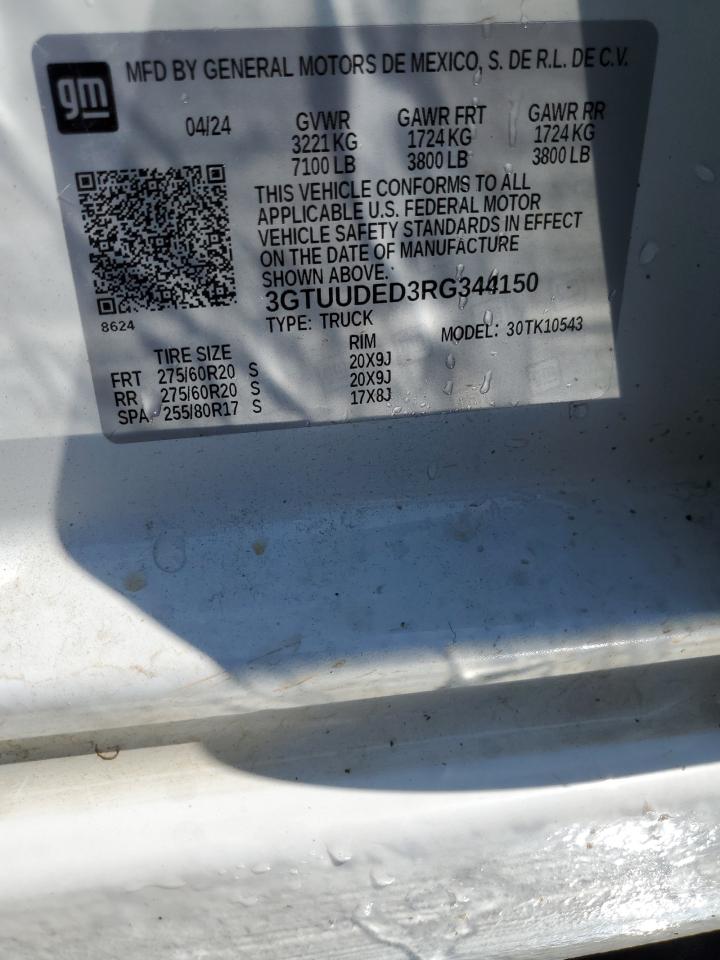 gm
MFD BY GENERAL MOTORS DE MEXICO, S. DE R.L. DE C.V.
04/24 GVWR GAWR FRT GAWR RR
3221 KG 1724 KG 1724 KG
7100 LB 3800 LB 3800 LB
THIS VEHICLE CONFORMS TO ALL
APPLICABLE U.S. FEDERAL MOTOR
VEHICLE SAFETY STANDARDS IN EFFECT
ON THE DATE OF MANUFACTURE
SHOWN ABOVE.
3GTUUDED3RG344150
8624
TYPE: TRUCK MODEL: 30TK10543
TIRE SIZE RIM
FRT 275/60R20 S 20X9J
RR 275/60R20 S 20X9J
SPA 255/80R17 S 17X8J